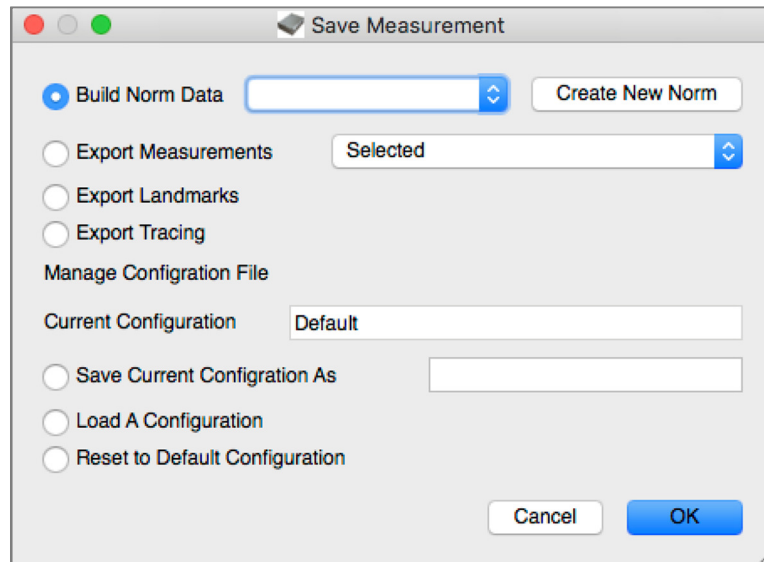 Save Measurement
Build Norm Data Create New Norm
Export Measurements Selected
Export Landmarks
Export Tracing
Manage Configration File
Current Configuration Default
Save Current Configration As
Load A Configuration
Reset to Default Configuration
Cancel OK